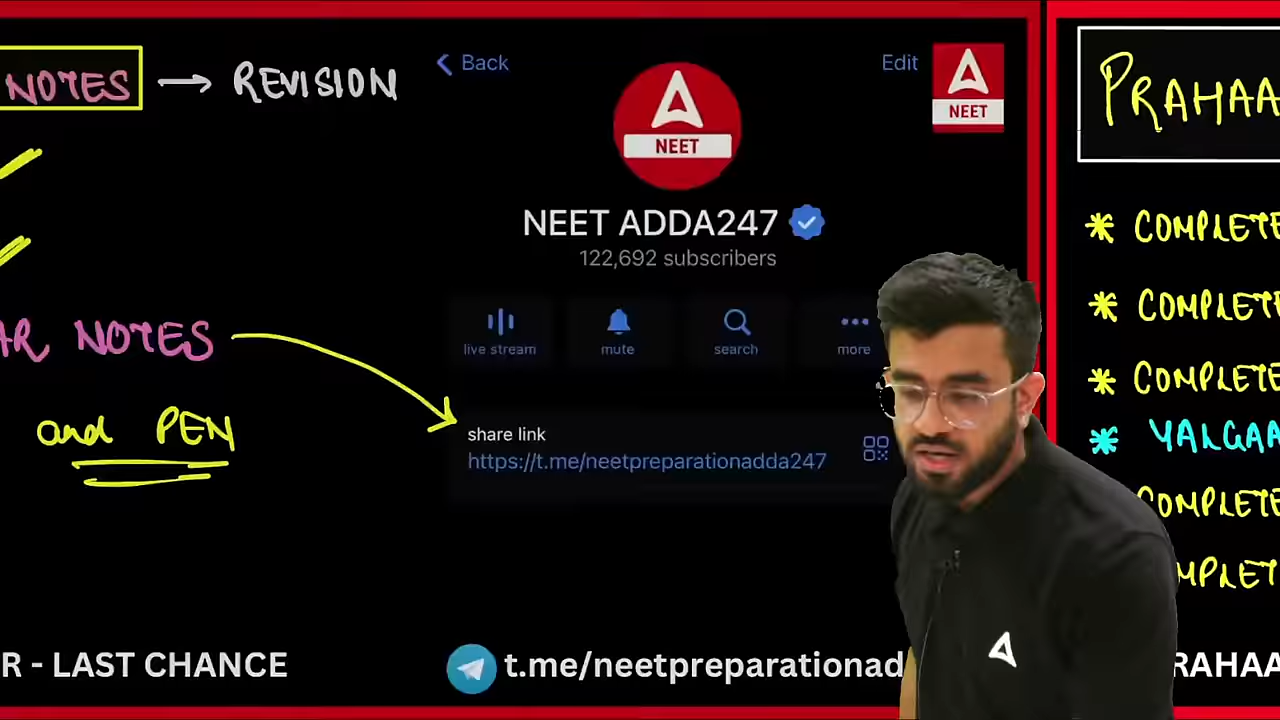 NOTES → REVISION
AR NOTES
and PEN
R - LAST CHANCE
Back
Edit
NEET
NEET
NEET ADDA247
122,692 subscribers
live stream
mute
search
more
share link
https://t.me/neetpreparationadda247
t.me/neetpreparationad
PRAHAA
* COMPLETE
* COMPLETE
* COMPLETE
* YALGAA
COMPLETE
MPLET
RAHAA